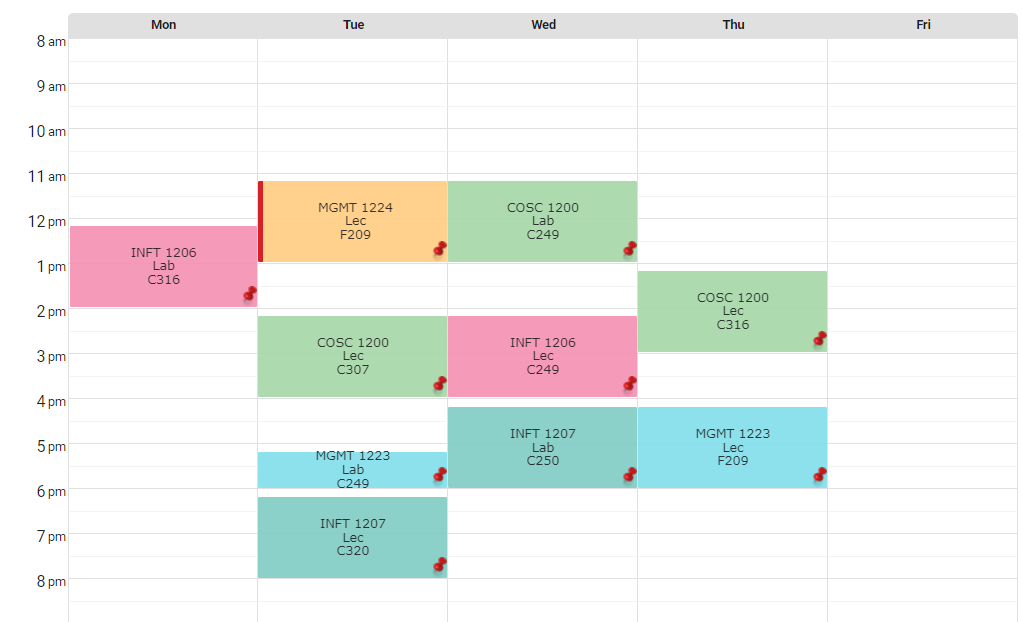 Mon Tue Wed Thu Fri
8 am
9 am
10 am
11 am
MGMT 1224
Lec
F209
COSC 1200
Lab
C249
12 pm
INFT 1206
Lab
C316
1 pm
COSC 1200
Lec
C316
2 pm
COSC 1200
Lec
C307
INFT 1206
Lec
C249
3 pm
4 pm
INFT 1207
Lab
C250
MGMT 1223
Lec
F209
5 pm
MGMT 1223
Lab
C249
6 pm
INFT 1207
Lec
C320
7 pm
8 pm